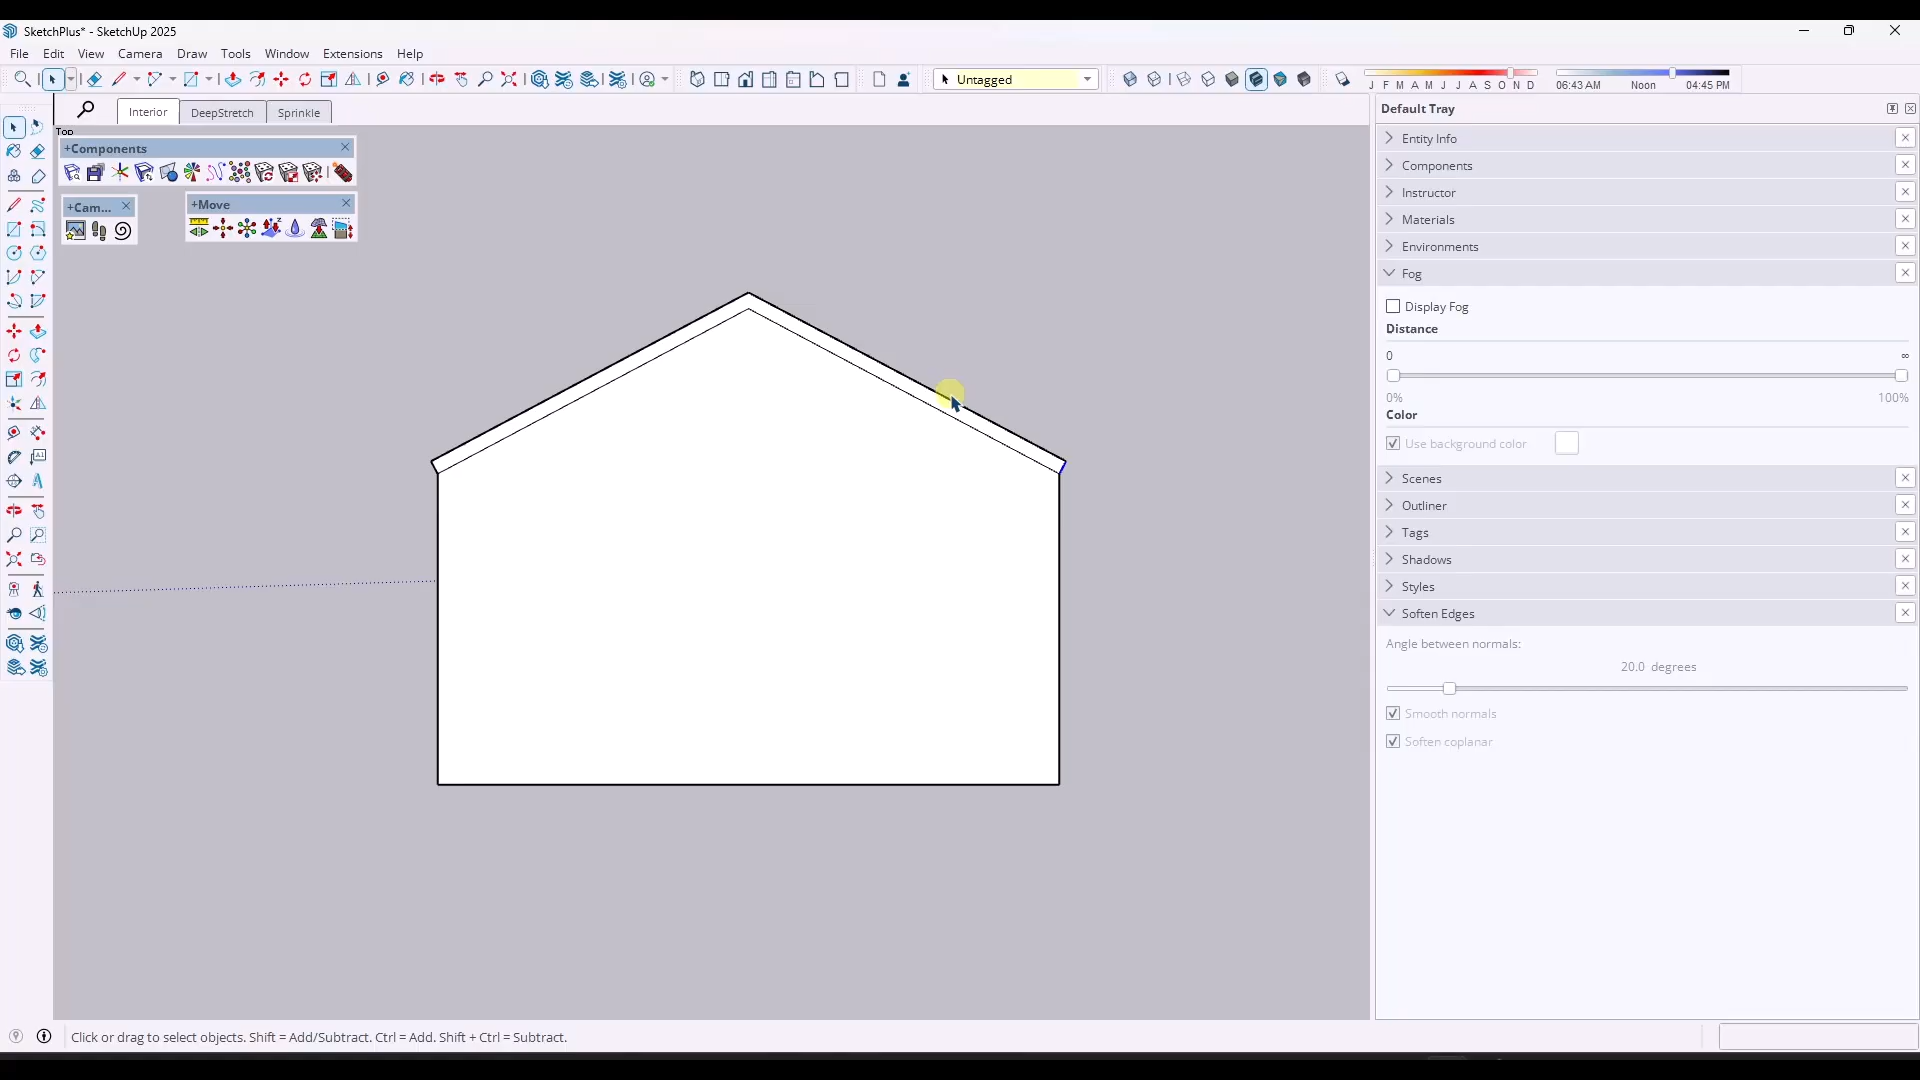 SketchPlus* - SketchUp 2025
File Edit View Camera Draw Tools Window Extensions Help
Untagged
J F M A M J J A S O N D
06:43 AM Noon 04:45 PM
Interior DeepStretch Sprinkle
Default Tray
Top
+Components
+Cam...
+Move
Entity Info
Components
Instructor
Materials
Environments
Fog
Display Fog
Distance
0 ∞
0% 100%
Color
Use background color
Scenes
Outliner
Tags
Shadows
Styles
Soften Edges
Angle between normals:
20.0 degrees
Smooth normals
Soften coplanar
Click or drag to select objects. Shift = Add/Subtract. Ctrl = Add. Shift + Ctrl = Subtract.